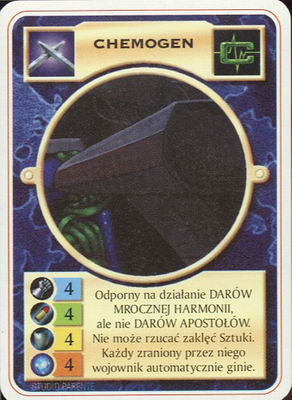 CHEMOGEN
4
4
4
4
Odporny na działanie DARÓW
MROCZNEJ HARMONII,
ale nie DARÓW APOSTOŁÓW.
Nie może rzucać zaklęć Sztuki.
Każdy zraniony przez niego
wojownik automatycznie ginie.
STUDIO PARENTE